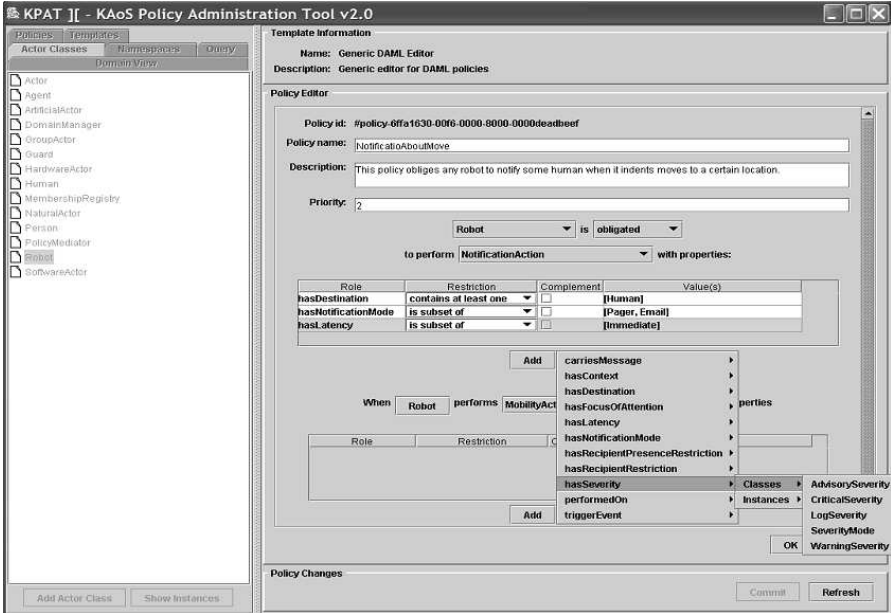 KPAT ][ - KAoS Policy Administration Tool v2.0
Policies Templates
Actor Classes Namespaces Query
Domain View
Actor
Agent
ArtificialActor
DomainManager
GroupActor
Guard
HardwareActor
Human
MembershipRegistry
NaturalActor
Person
PolicyMediator
Robot
SoftwareActor
Add Actor Class Show Instances
Template Information
Name: Generic DAML Editor
Description: Generic editor for DAML policies
Policy Editor
Policy id: #policy-6ffa1630-00f6-0000-8000-0000deadbeef
Policy name: NotificatioAboutMove
Description: This policy obliges any robot to notify some human when it indents moves to a certain location.
Priority: 2
Robot is obligated
to perform NotificationAction with properties:
Role Restriction Complement Value(s)
hasDestination contains at least one [Human]
hasNotificationMode is subset of [Pager, Email]
hasLatency is subset of [Immediate]
Add
When Robot performs MobilityAct perties
Role Restriction C
Add
carriesMessage
hasContext
hasDestination
hasFocusOfAttention
hasLatency
hasNotificationMode
hasRecipientPresenceRestriction
hasRecipientRestriction
hasSeverity
performedOn
triggerEvent
Classes
Instances
AdvisorySeverity
CriticalSeverity
LogSeverity
SeverityMode
WarningSeverity
OK
Policy Changes
Commit Refresh